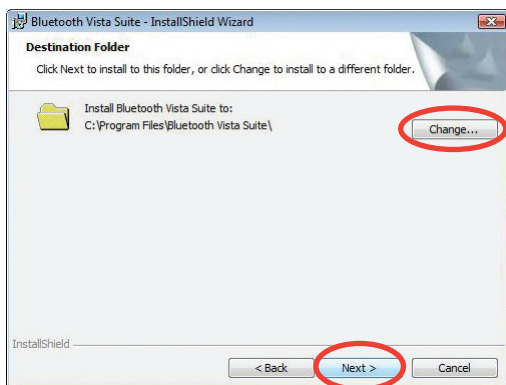 Bluetooth Vista Suite - InstallShield Wizard
Destination Folder
Click Next to install to this folder, or click Change to install to a different folder.
Install Bluetooth Vista Suite to:
C:\Program Files\Bluetooth Vista Suite\
Change...
InstallShield
< Back
Next >
Cancel